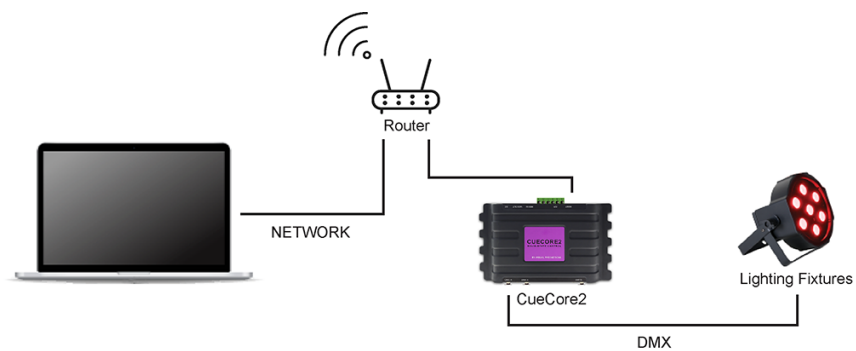 Router
NETWORK
CUECORE2
CueCore2
Lighting Fixtures
DMX